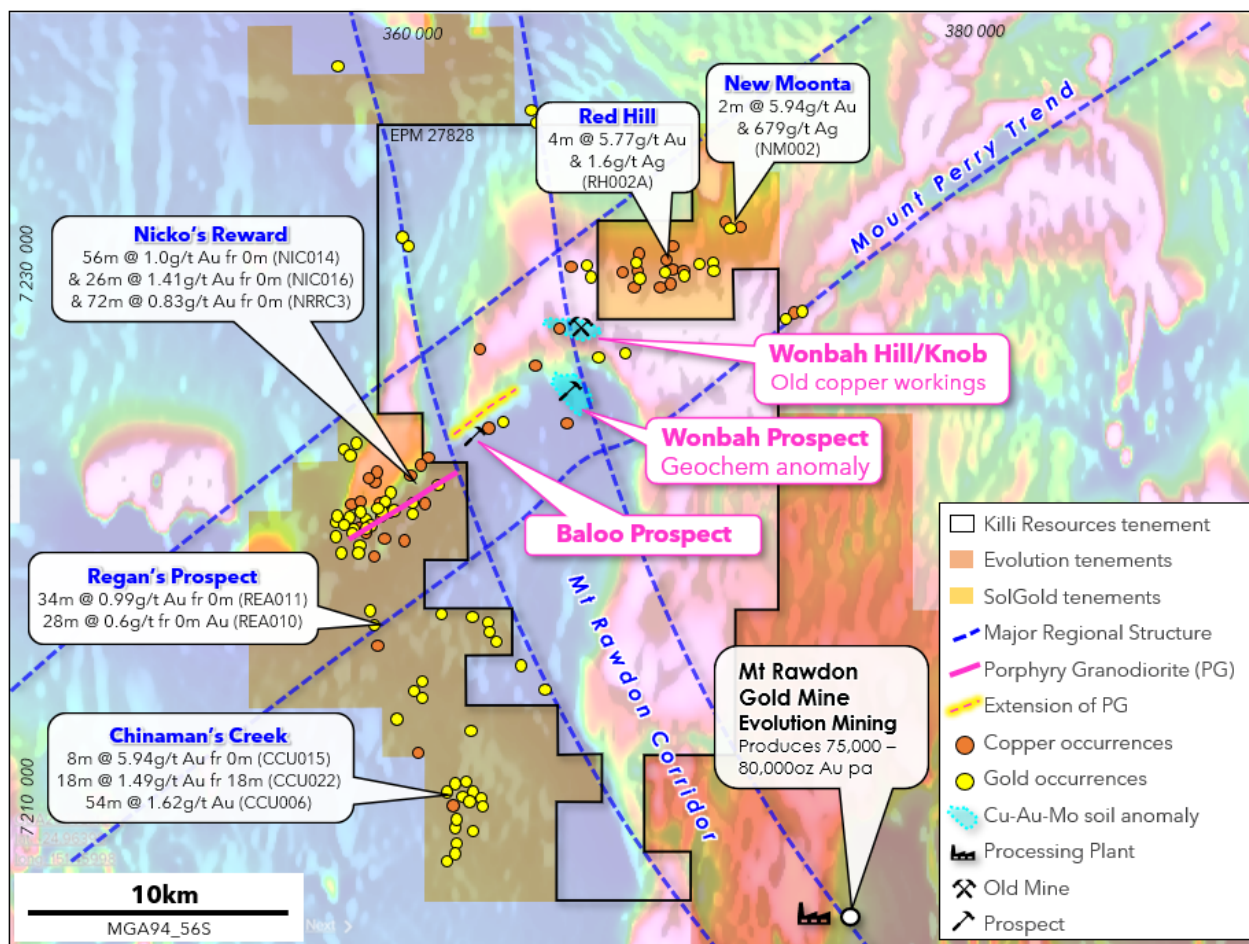 360 000
380 000
7 230 000
7 210 000
EPM 27828
New Moonta
2m @ 5.94g/t Au
& 679g/t Ag
(NM002)
Red Hill
4m @ 5.77g/t Au
& 1.6g/t Ag
(RH002A)
Mount Perry Trend
Nicko's Reward
56m @ 1.0g/t Au fr 0m (NIC014)
& 26m @ 1.41g/t Au fr 0m (NIC016)
& 72m @ 0.83g/t Au fr 0m (NRRC3)
Wonbah Hill/Knob
Old copper workings
Wonbah Prospect
Geochem anomaly
Baloo Prospect
Regan's Prospect
34m @ 0.99g/t Au fr 0m (REA011)
28m @ 0.6g/t fr 0m Au (REA010)
Mt Rawdon Corridor
Chinaman's Creek
8m @ 5.94g/t Au fr 0m (CCU015)
18m @ 1.49g/t Au fr 18m (CCU022)
54m @ 1.62g/t Au (CCU006)
Mt Rawdon
Gold Mine
Evolution Mining
Produces 75,000 –
80,000oz Au pa
Killi Resources tenement
Evolution tenements
SolGold tenements
Major Regional Structure
Porphyry Granodiorite (PG)
Extension of PG
Copper occurrences
Gold occurrences
Cu-Au-Mo soil anomaly
Processing Plant
Old Mine
Prospect
10km
MGA94_56S
Next